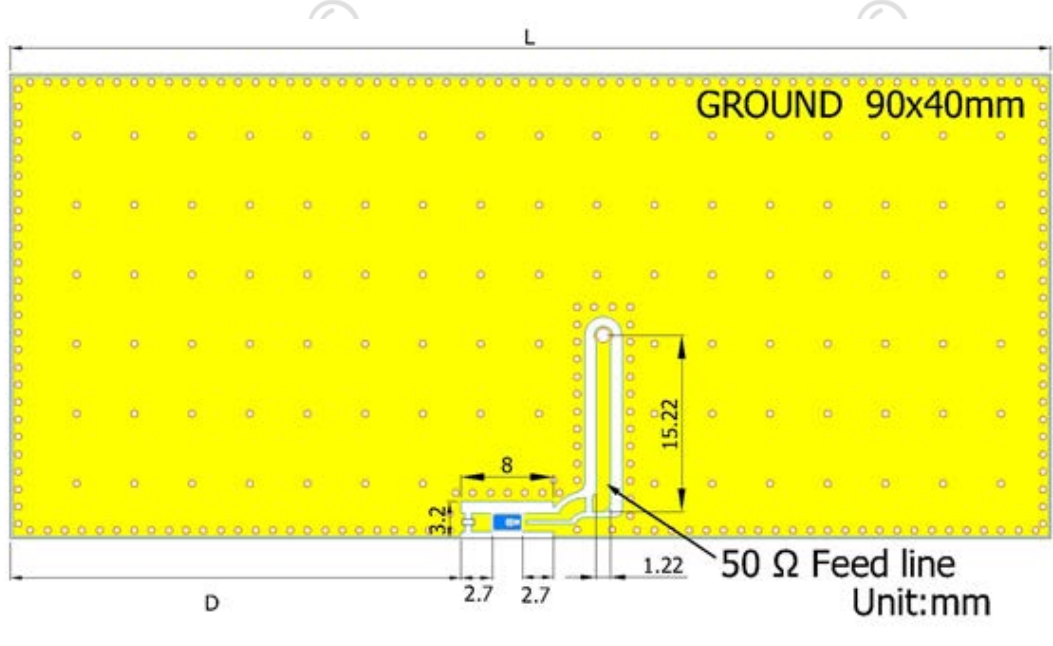 L
GROUND 90x40mm
15.22
8
3.2
50 Ω Feed line
1.22
2.7
2.7
D
Unit:mm